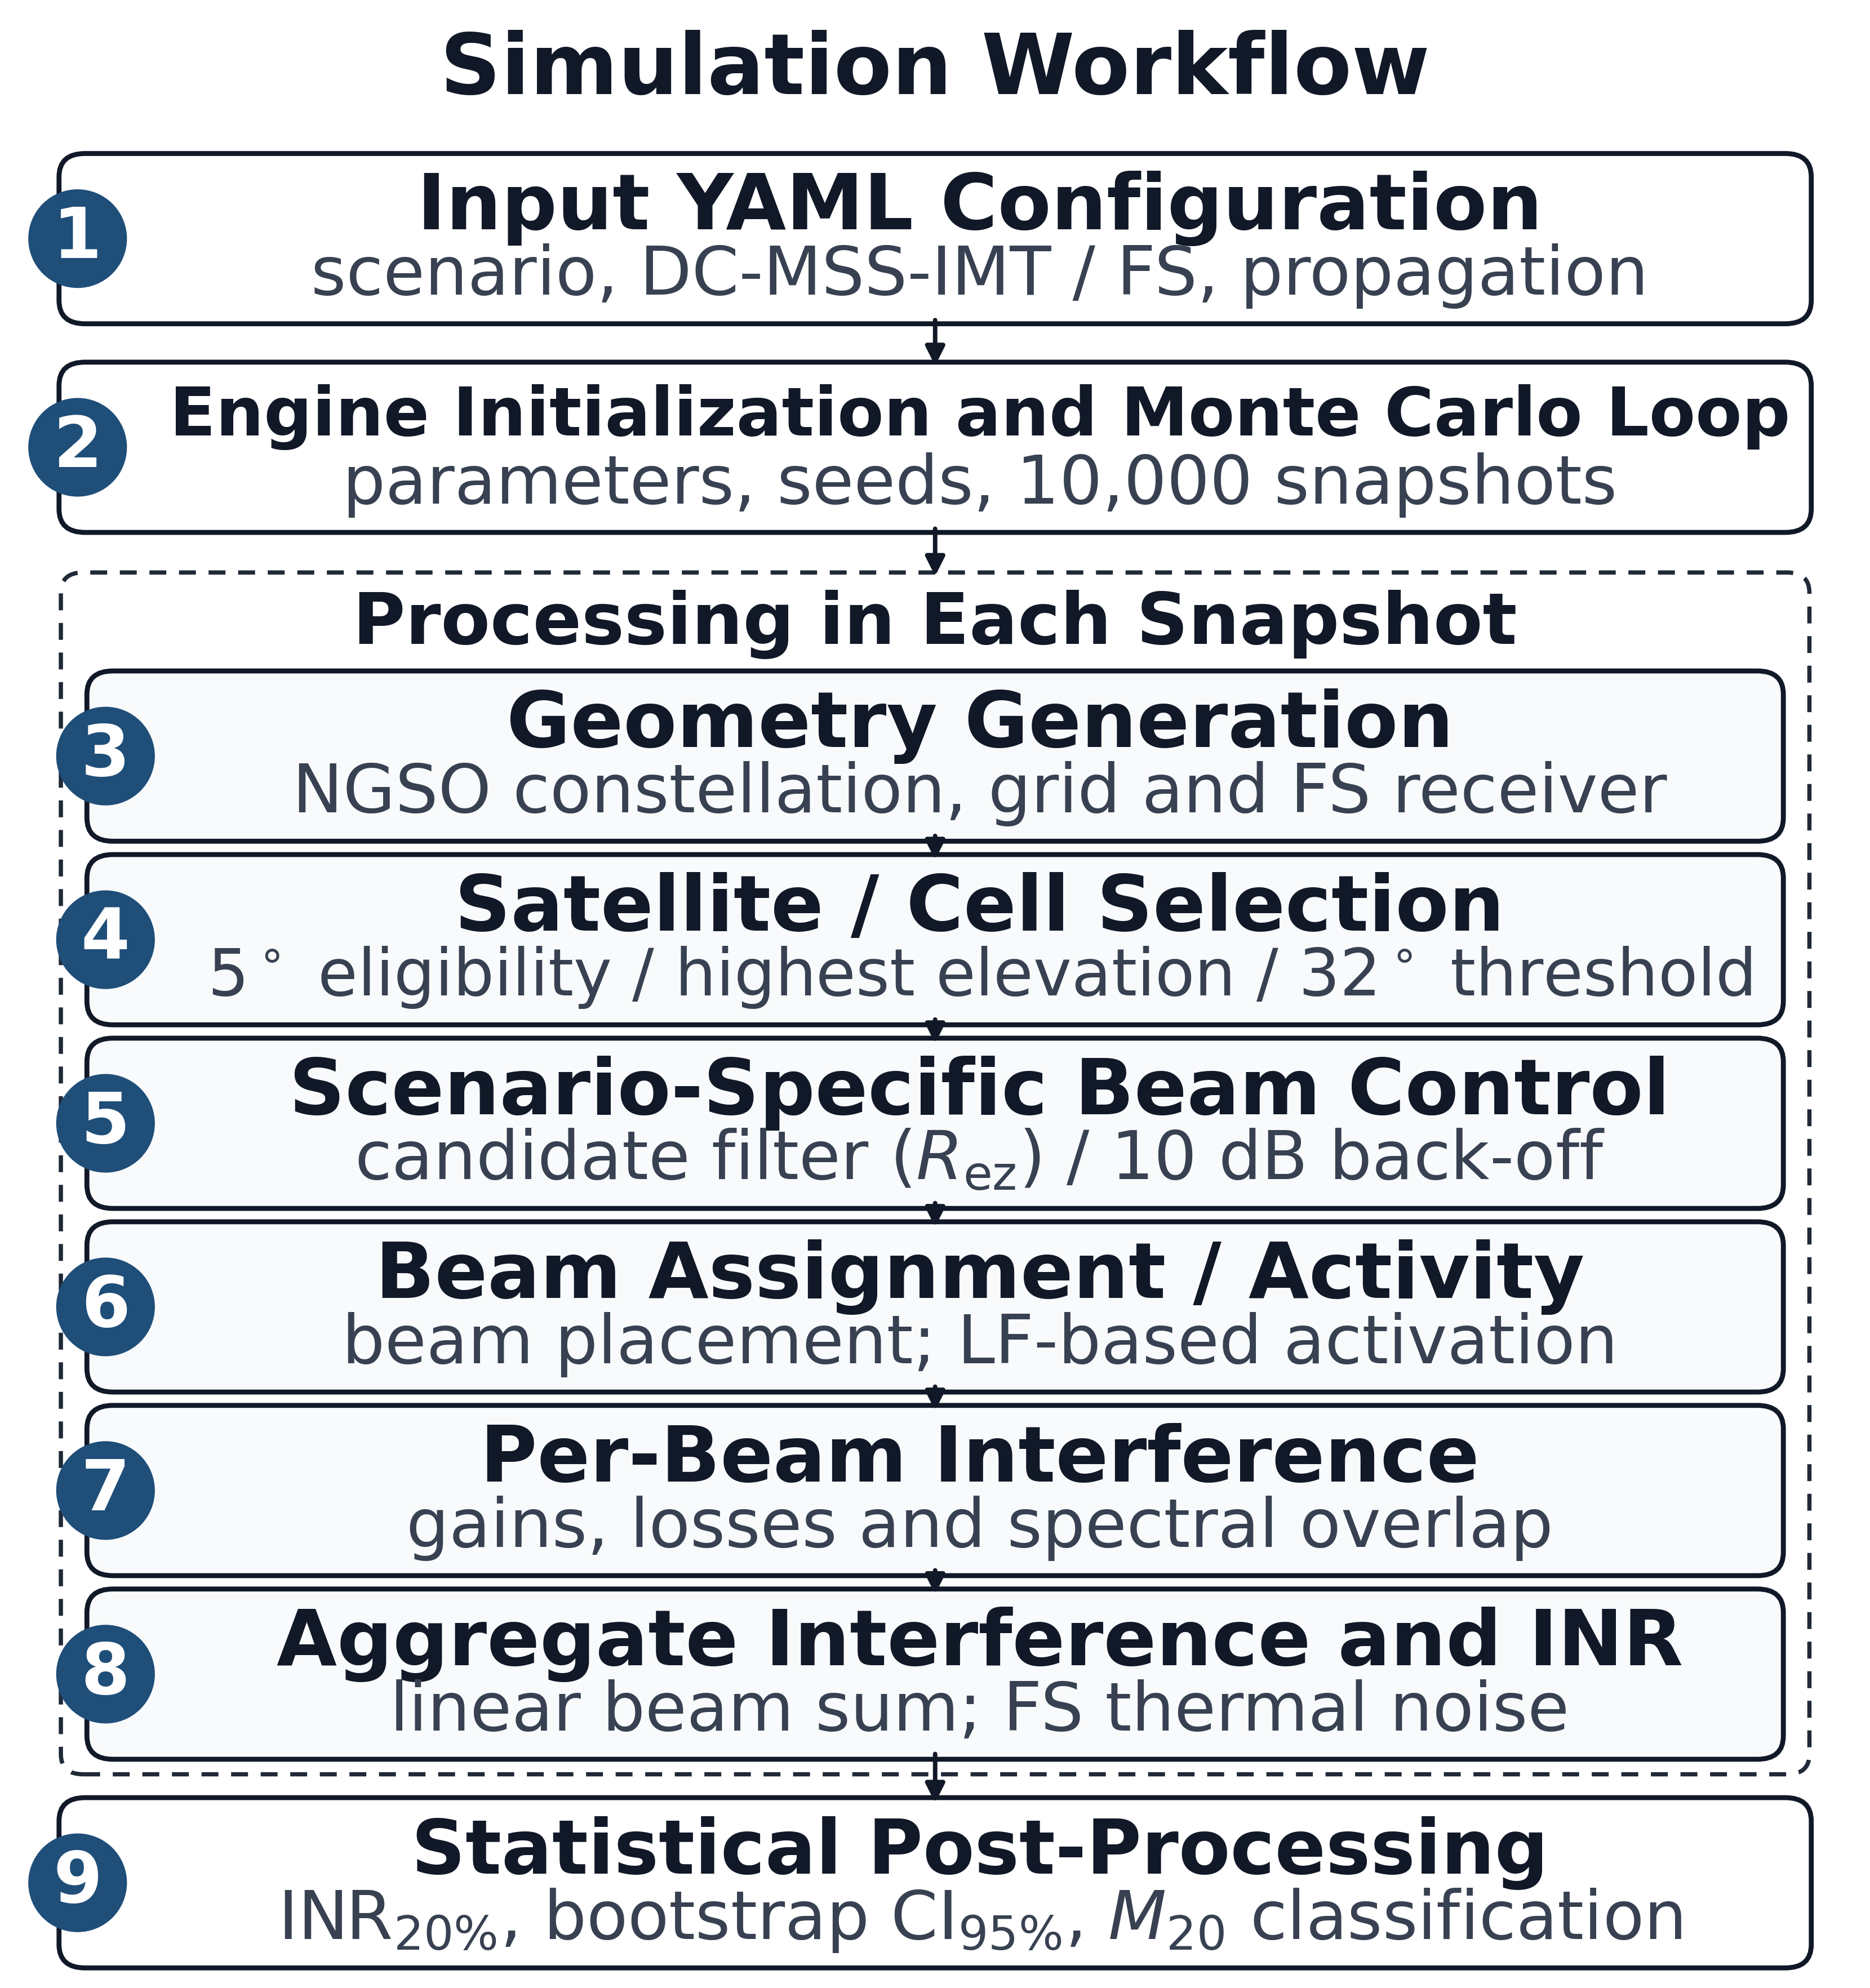 Simulation Workflow
1
Input YAML Configuration
scenario, DC-MSS-IMT / FS, propagation
2
Engine Initialization and Monte Carlo Loop
parameters, seeds, 10,000 snapshots
Processing in Each Snapshot
3
Geometry Generation
NGSO constellation, grid and FS receiver
4
Satellite / Cell Selection
5° eligibility / highest elevation / 32° threshold
5
Scenario-Specific Beam Control
candidate filter (R_ez) / 10 dB back-off
6
Beam Assignment / Activity
beam placement; LF-based activation
7
Per-Beam Interference
gains, losses and spectral overlap
8
Aggregate Interference and INR
linear beam sum; FS thermal noise
9
Statistical Post-Processing
INR_20%, bootstrap CI_95%, M_20 classification